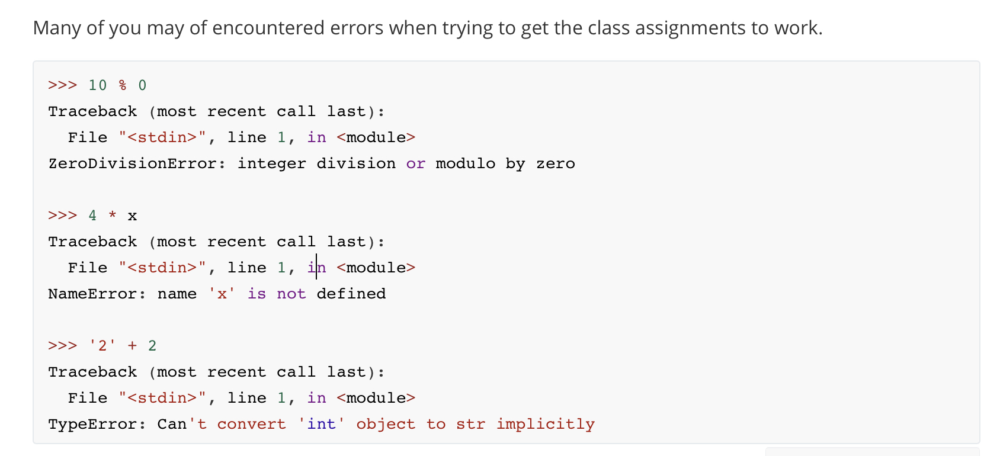 Many of you may of encountered errors when trying to get the class assignments to work.
>>> 10 % 0
Traceback (most recent call last):
  File "<stdin>", line 1, in <module>
ZeroDivisionError: integer division or modulo by zero
>>> 4 * x
Traceback (most recent call last):
  File "<stdin>", line 1, in <module>
NameError: name 'x' is not defined
>>> '2' + 2
Traceback (most recent call last):
  File "<stdin>", line 1, in <module>
TypeError: Can't convert 'int' object to str implicitly